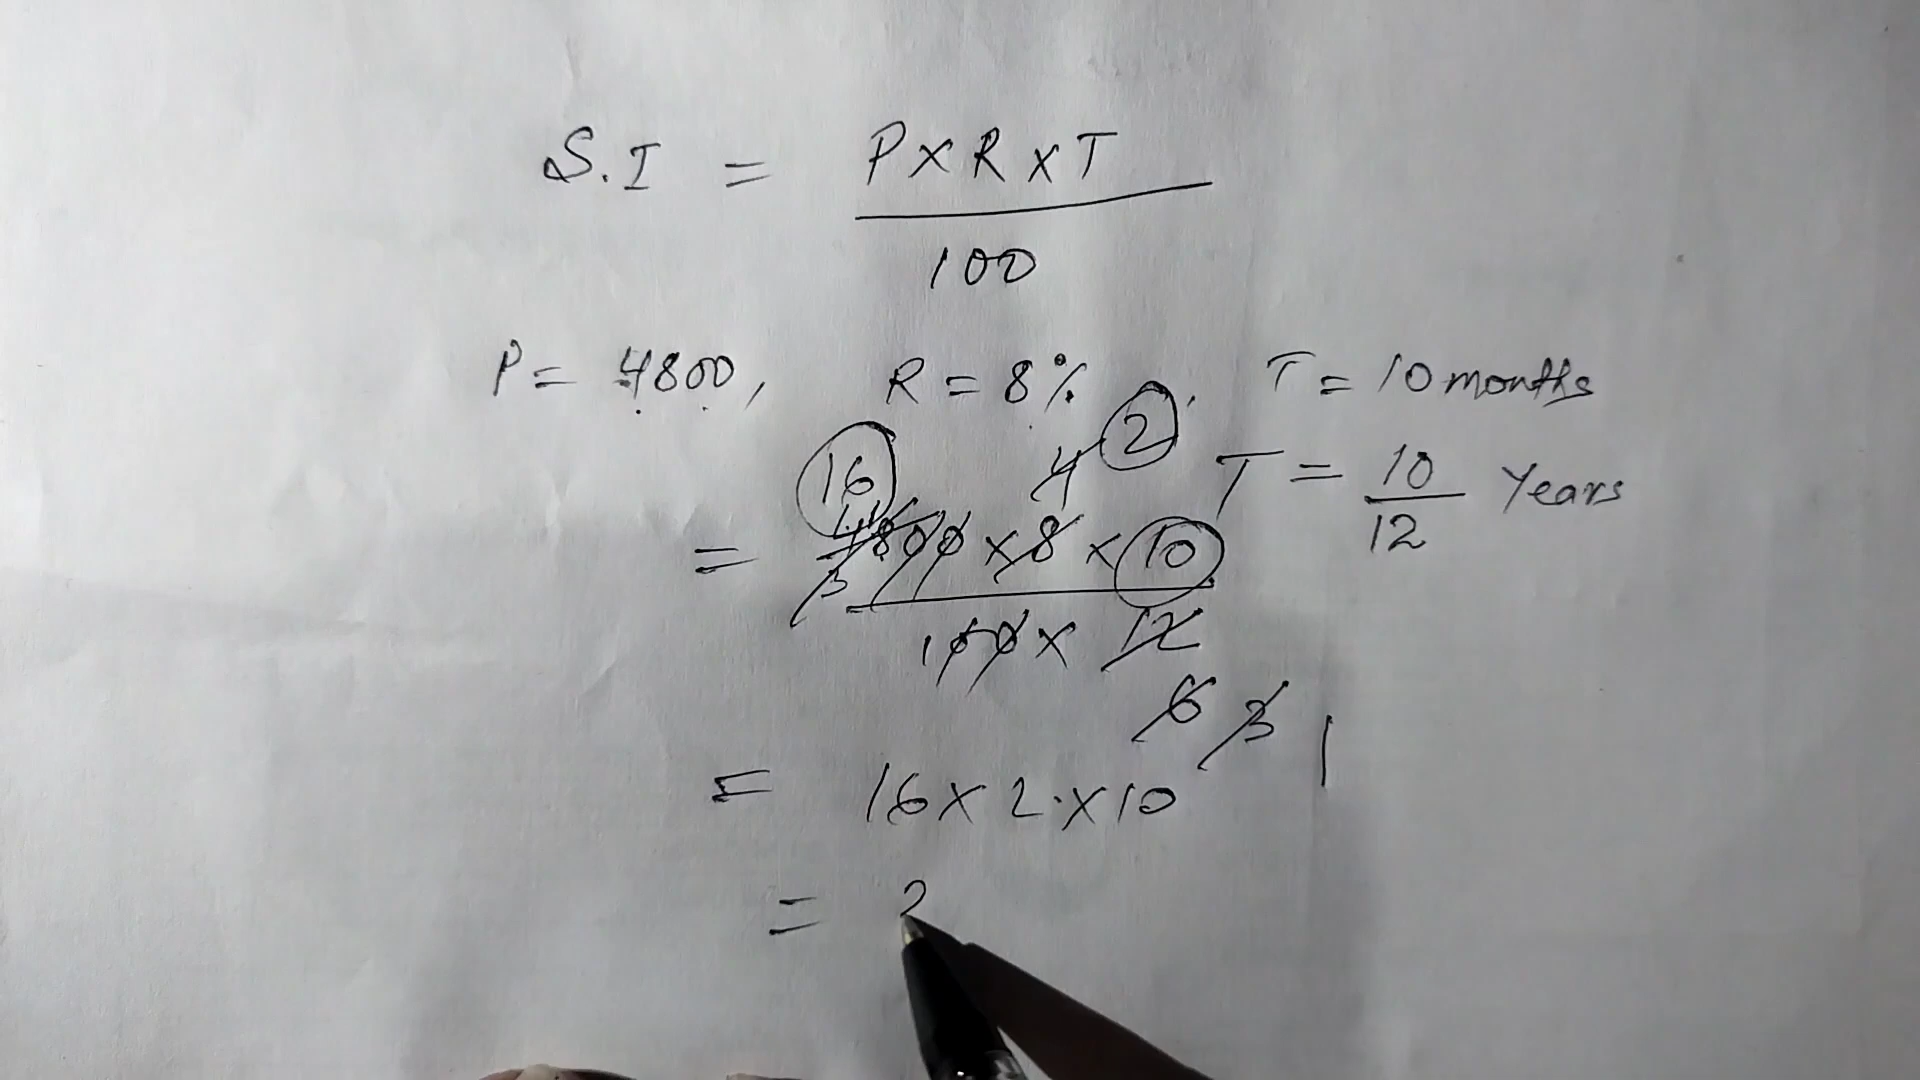 S.I = P×R×T
100
P = 4800, R = 8%, T = 10 months
T = 10 Years
12
16 4 2
= 4800 × 8 × 10
3
100 × 12
6 3 1
= 16 × 2 × 10
=